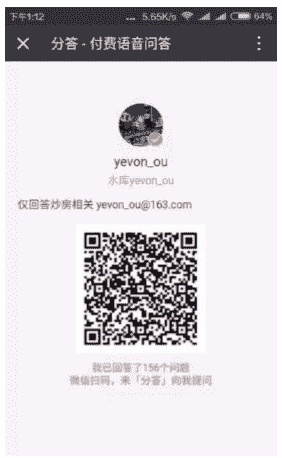 下午1:12 ... 5.65K/s 64%
分答 - 付费语音问答
yevon_ou
水库yevon_ou
仅回答炒房相关 yevon_ou@163.com
我已回答了156个问题
微信扫码，来「分答」向我提问